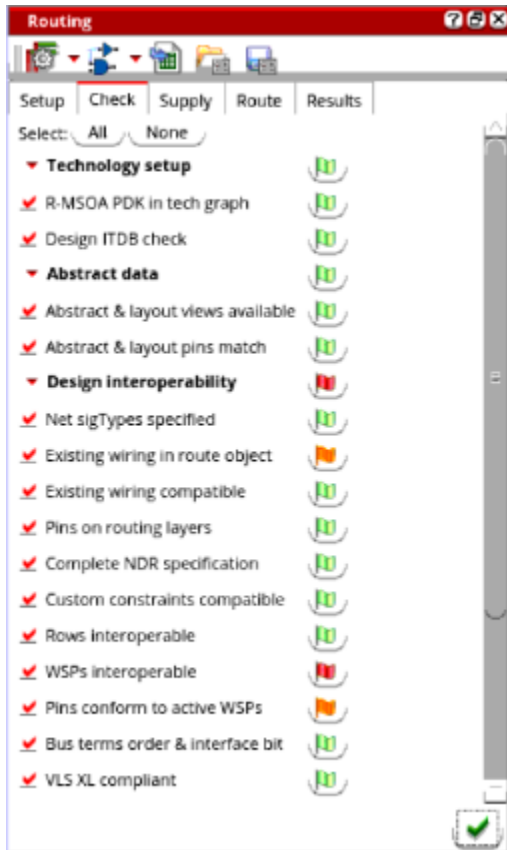 Routing
Setup Check Supply Route Results
Select: All None
Technology setup
R-MSOA PDK in tech graph
Design ITDB check
Abstract data
Abstract & layout views available
Abstract & layout pins match
Design interoperability
Net sigTypes specified
Existing wiring in route object
Existing wiring compatible
Pins on routing layers
Complete NDR specification
Custom constraints compatible
Rows interoperable
WSPs interoperable
Pins conform to active WSPs
Bus terms order & interface bit
VLS XL compliant